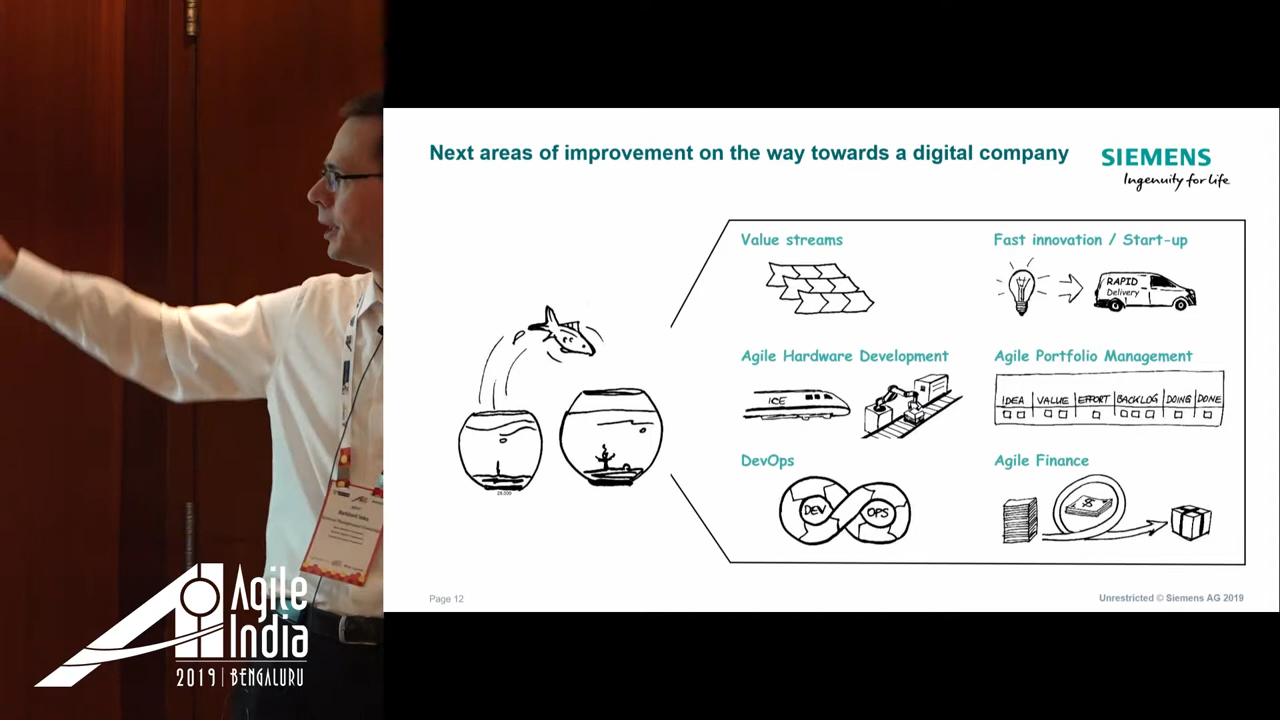 Next areas of improvement on the way towards a digital company
SIEMENS
Ingenuity for life
Value streams
Fast innovation / Start-up
RAPID
Delivery
Agile Hardware Development
Agile Portfolio Management
ICE
IDEA VALUE EFFORT BACKLOG DOING DONE
DevOps
Agile Finance
DEV
OPS
$
Page 12
Unrestricted © Siemens AG 2019
Agile
India
2019 | BENGALURU